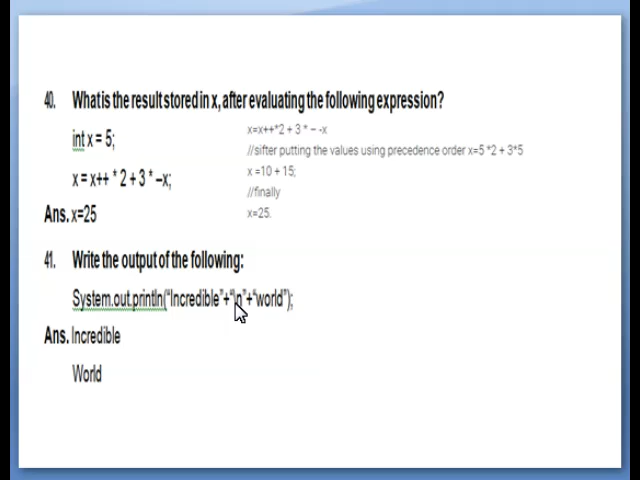 40. What is the result stored in x, after evaluating the following expression?
int x = 5;
x = x++ * 2 + 3 * –x;
x=x++*2 + 3 * – -x
//sifter putting the values using precedence order x=5 *2 + 3*5
x =10 + 15;
//finally
x=25.
Ans. x=25
41. Write the output of the following:
System.out.println(“Incredible”+“\n”+“world”);
Ans. Incredible
World